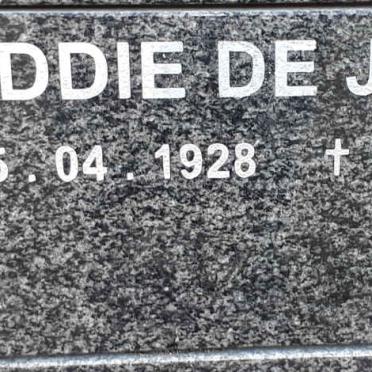 DDIE DE J
5 . 04 . 1928 †